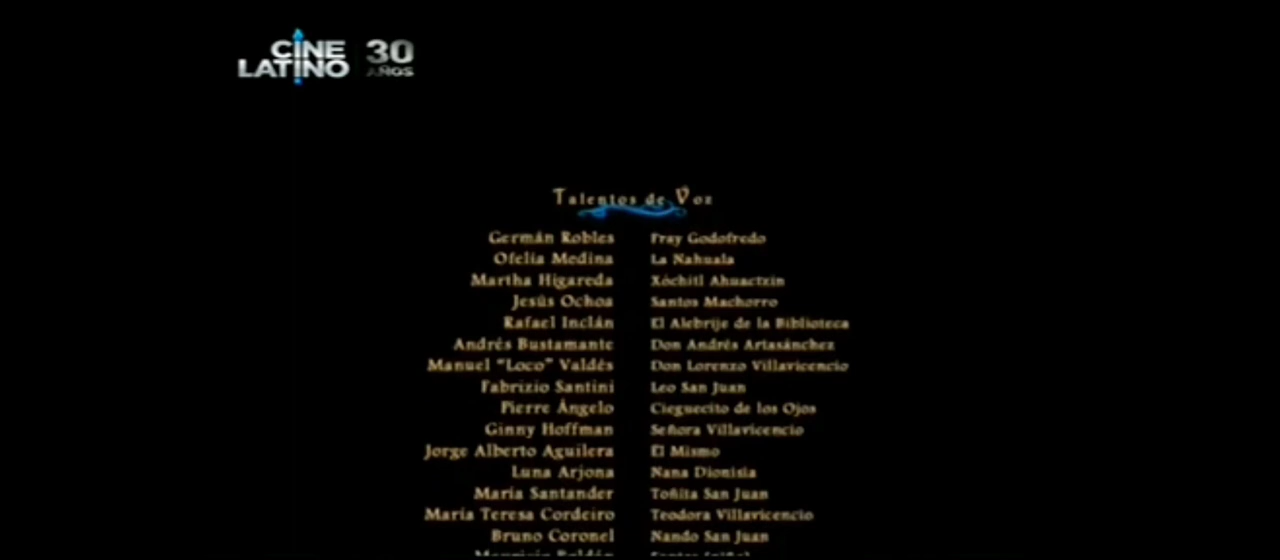 CINE LATINO 30 AÑOS
Talentos de Voz
Germán Robles Fray Godofredo
Ofelia Medina La Nahuala
Martha Higareda Xóchitl Ahuactzin
Jesús Ochoa Santos Machorro
Rafael Inclán El Alebrije de la Biblioteca
Andrés Bustamante Don Andrés Artasánchez
Manuel "Loco" Valdés Don Lorenzo Villavicencio
Fabrizio Santini Leo San Juan
Pierre Ángelo Cieguecito de los Ojos
Ginny Hoffman Señora Villavicencio
Jorge Alberto Aguilera El Mismo
Luna Arjona Nana Dionisia
María Santander Toñita San Juan
María Teresa Cordeiro Teodora Villavicencio
Bruno Coronel Nando San Juan